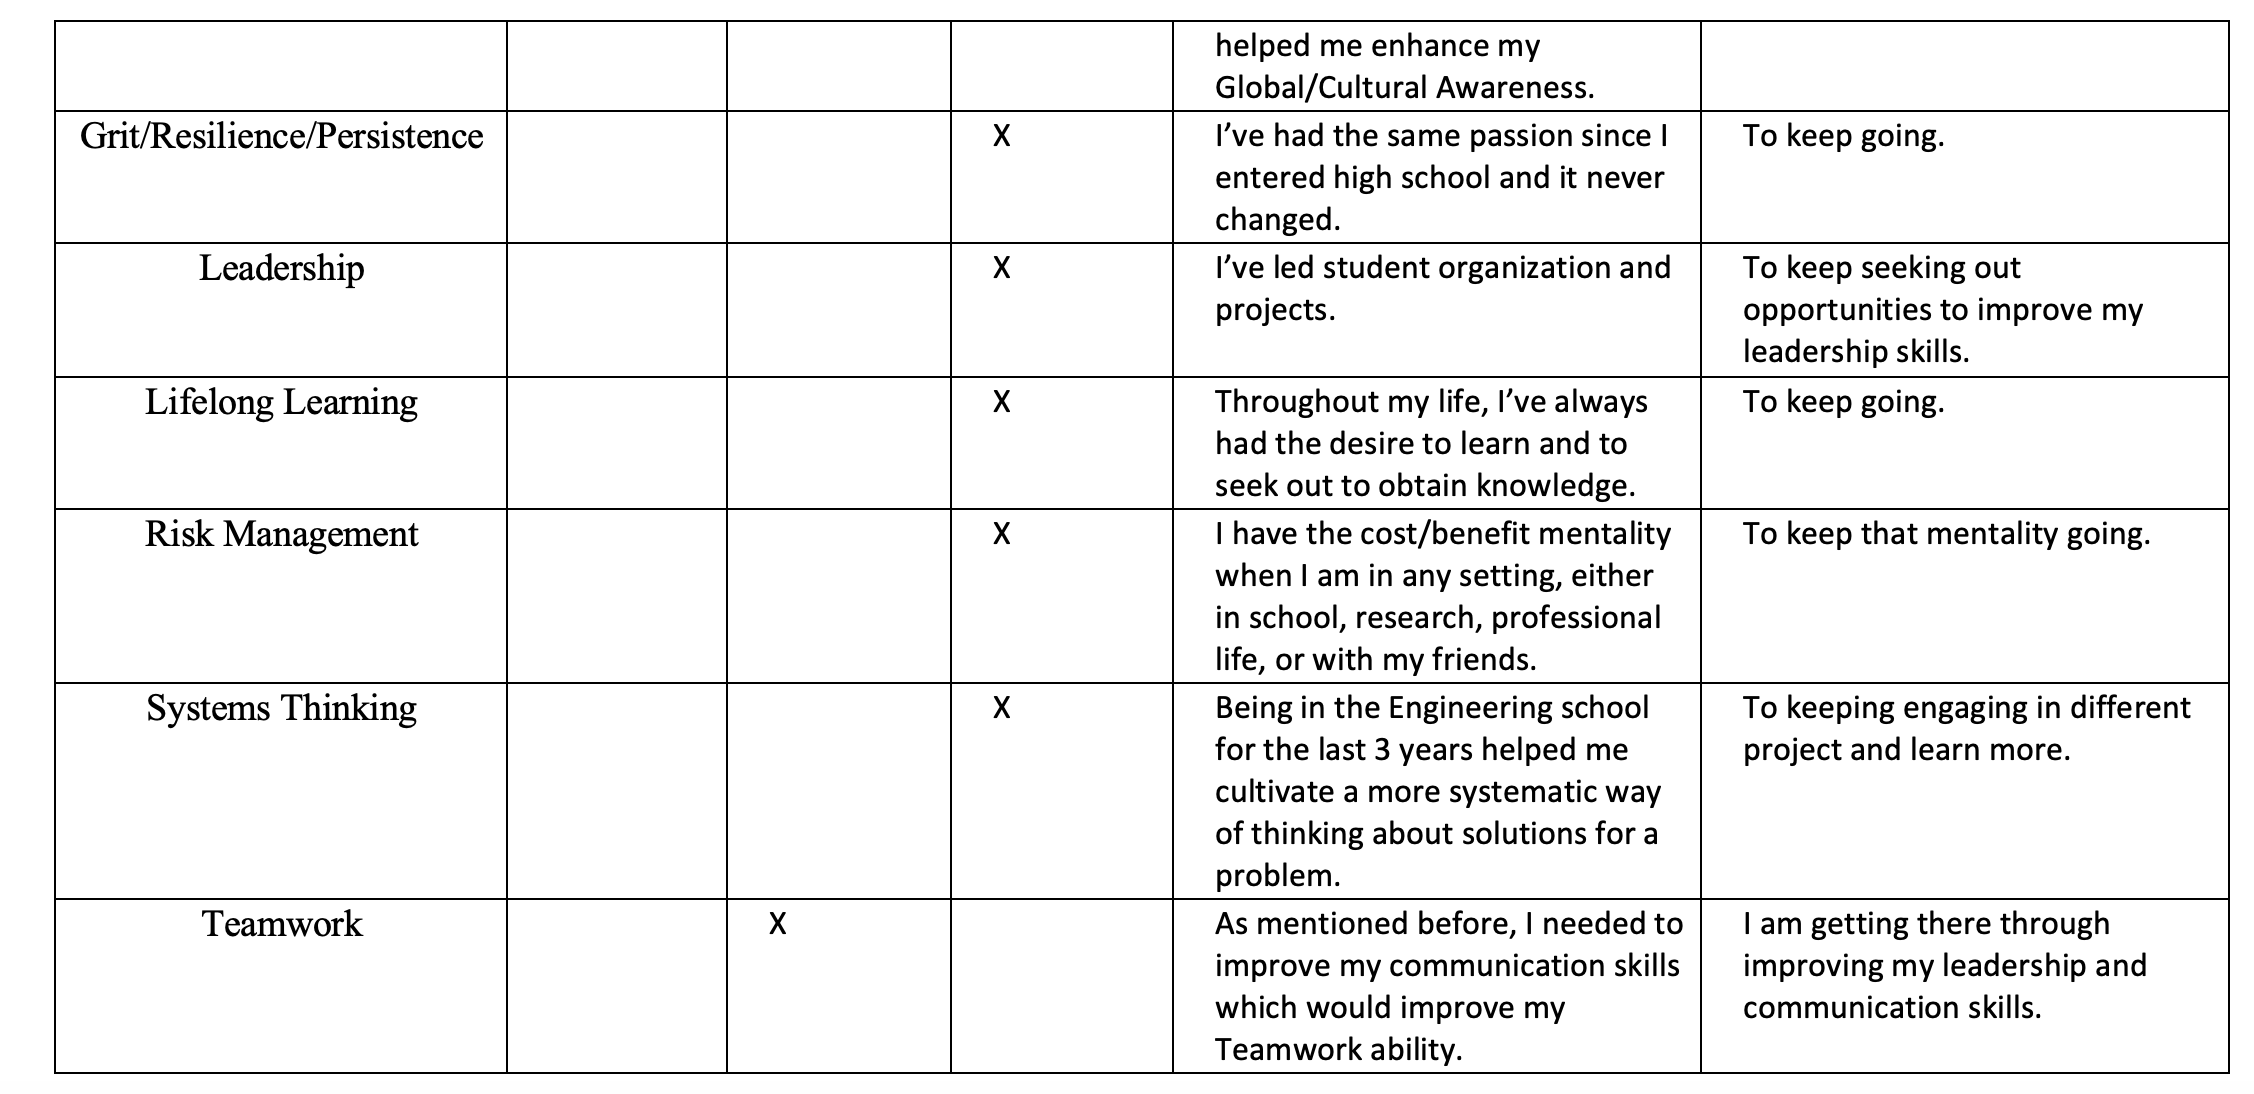 helped me enhance my
Global/Cultural Awareness.
Grit/Resilience/Persistence
X
I’ve had the same passion since I
entered high school and it never
changed.
To keep going.
Leadership
X
I’ve led student organization and
projects.
To keep seeking out
opportunities to improve my
leadership skills.
Lifelong Learning
X
Throughout my life, I’ve always
had the desire to learn and to
seek out to obtain knowledge.
To keep going.
Risk Management
X
I have the cost/benefit mentality
when I am in any setting, either
in school, research, professional
life, or with my friends.
To keep that mentality going.
Systems Thinking
X
Being in the Engineering school
for the last 3 years helped me
cultivate a more systematic way
of thinking about solutions for a
problem.
To keeping engaging in different
project and learn more.
Teamwork
X
As mentioned before, I needed to
improve my communication skills
which would improve my
Teamwork ability.
I am getting there through
improving my leadership and
communication skills.